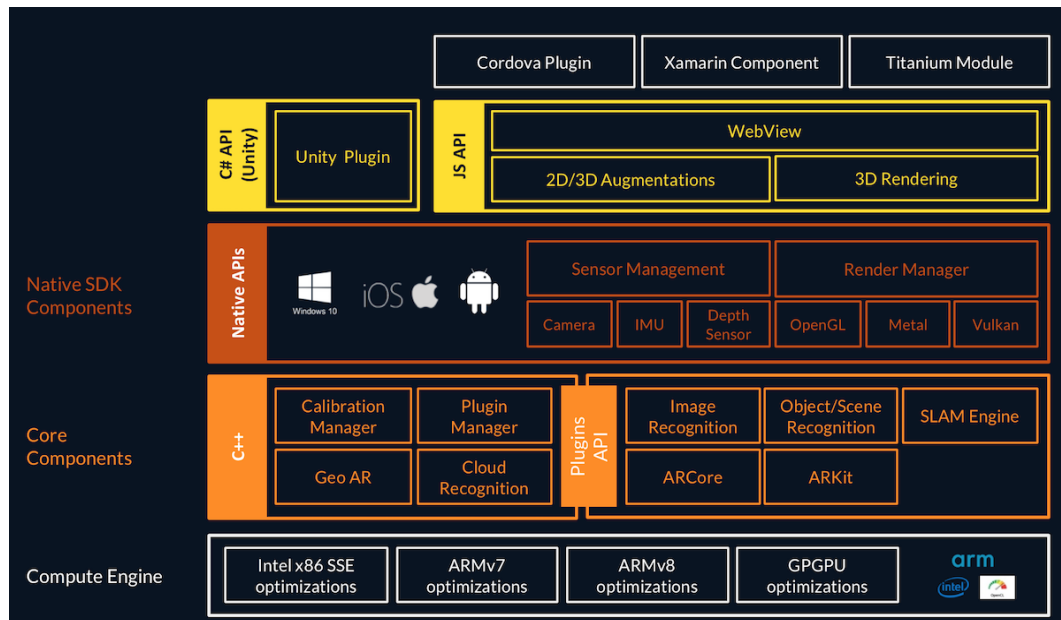 Cordova Plugin
Xamarin Component
Titanium Module
C# API
(Unity)
Unity Plugin
JS API
WebView
2D/3D Augmentations
3D Rendering
Native SDK
Components
Native APIs
Windows 10
iOS
Sensor Management
Render Manager
Camera
IMU
Depth
Sensor
OpenGL
Metal
Vulkan
Core
Components
C++
Calibration
Manager
Plugin
Manager
Geo AR
Cloud
Recognition
Plugins
API
Image
Recognition
Object/Scene
Recognition
SLAM Engine
ARCore
ARKit
Compute Engine
Intel x86 SSE
optimizations
ARMv7
optimizations
ARMv8
optimizations
GPGPU
optimizations
arm
intel